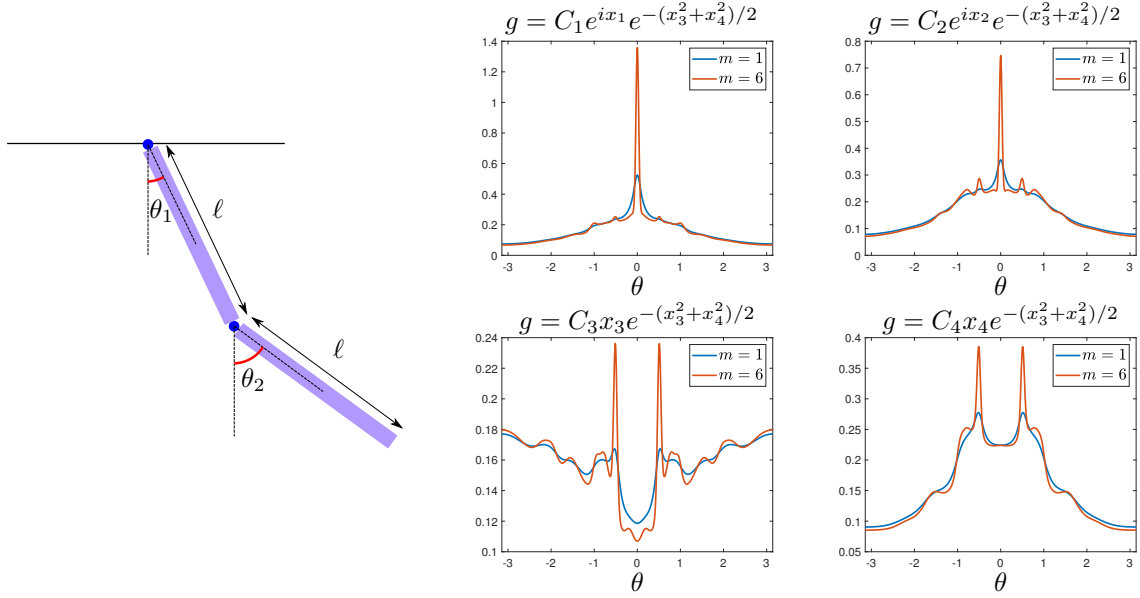 θ₁
ℓ
θ₂
ℓ
g = C₁e^{ix₁}e^{-(x₃²+x₄²)/2}
1.4
1.2
1
0.8
0.6
0.4
0.2
0
-3 -2 -1 0 1 2 3
θ
m = 1
m = 6
g = C₂e^{ix₂}e^{-(x₃²+x₄²)/2}
0.8
0.7
0.6
0.5
0.4
0.3
0.2
0.1
0
-3 -2 -1 0 1 2 3
θ
m = 1
m = 6
g = C₃x₃e^{-(x₃²+x₄²)/2}
0.24
0.22
0.2
0.18
0.16
0.14
0.12
0.1
-3 -2 -1 0 1 2 3
θ
m = 1
m = 6
g = C₄x₄e^{-(x₃²+x₄²)/2}
0.4
0.35
0.3
0.25
0.2
0.15
0.1
0.05
-3 -2 -1 0 1 2 3
θ
m = 1
m = 6